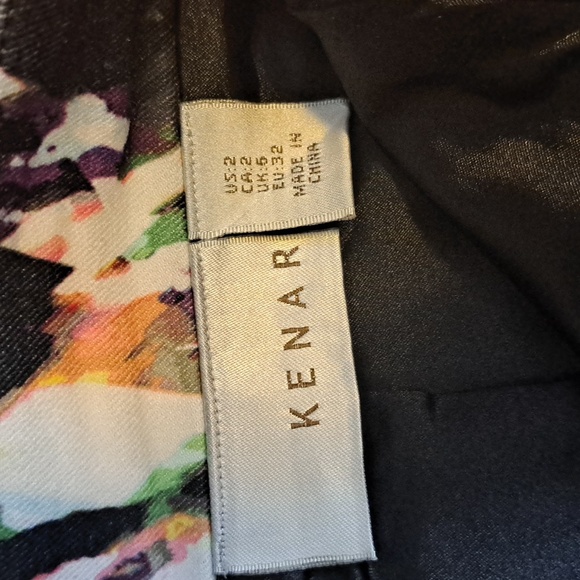 US:2
CA:2
UK:6
EU:32
MADE IN
CHINA
KENAR